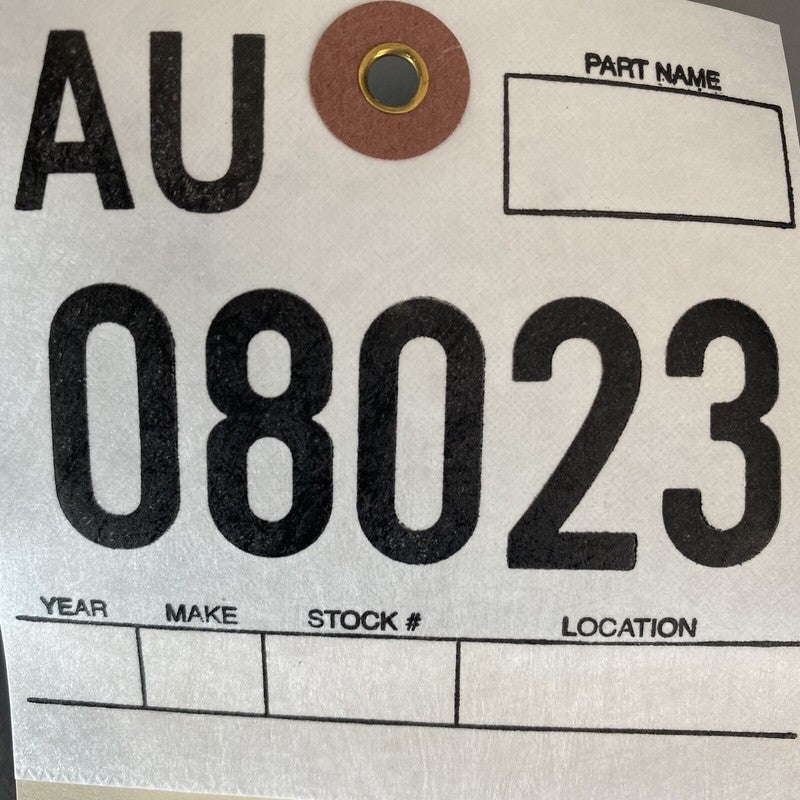 AU
PART NAME
08023
YEAR MAKE STOCK # LOCATION